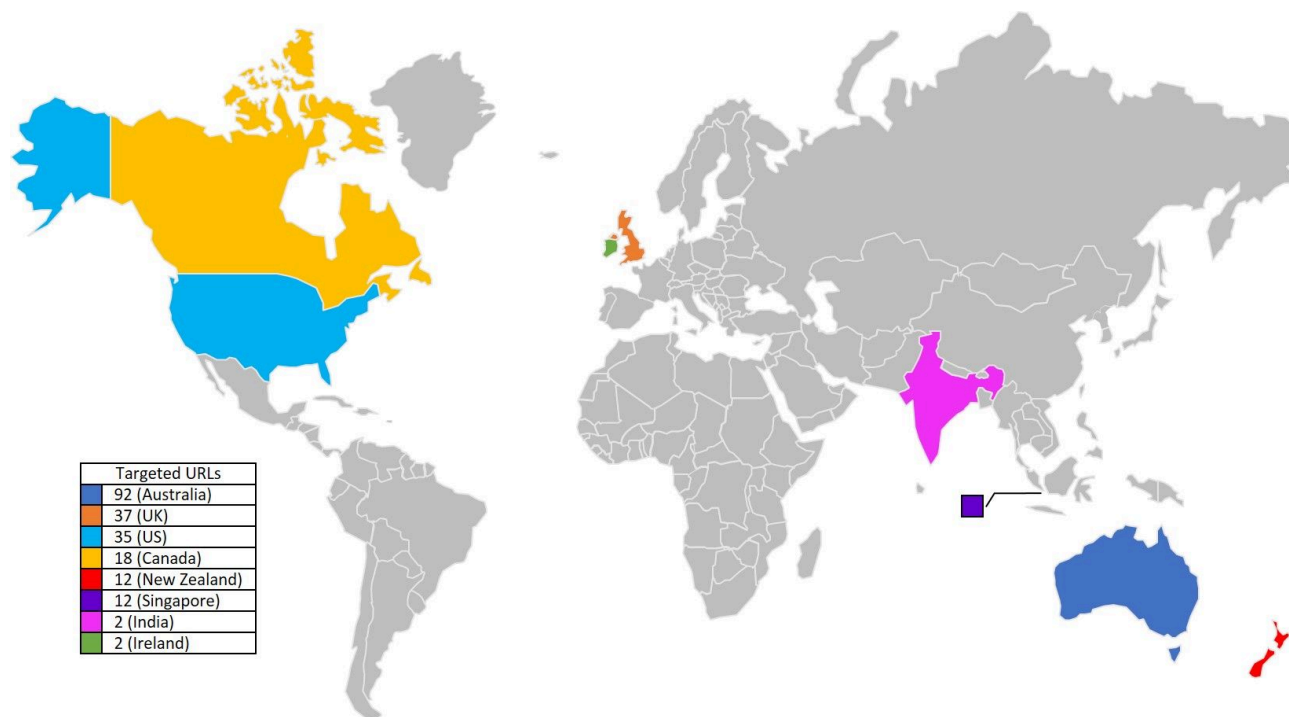 Targeted URLs
92 (Australia)
37 (UK)
35 (US)
18 (Canada)
12 (New Zealand)
12 (Singapore)
2 (India)
2 (Ireland)